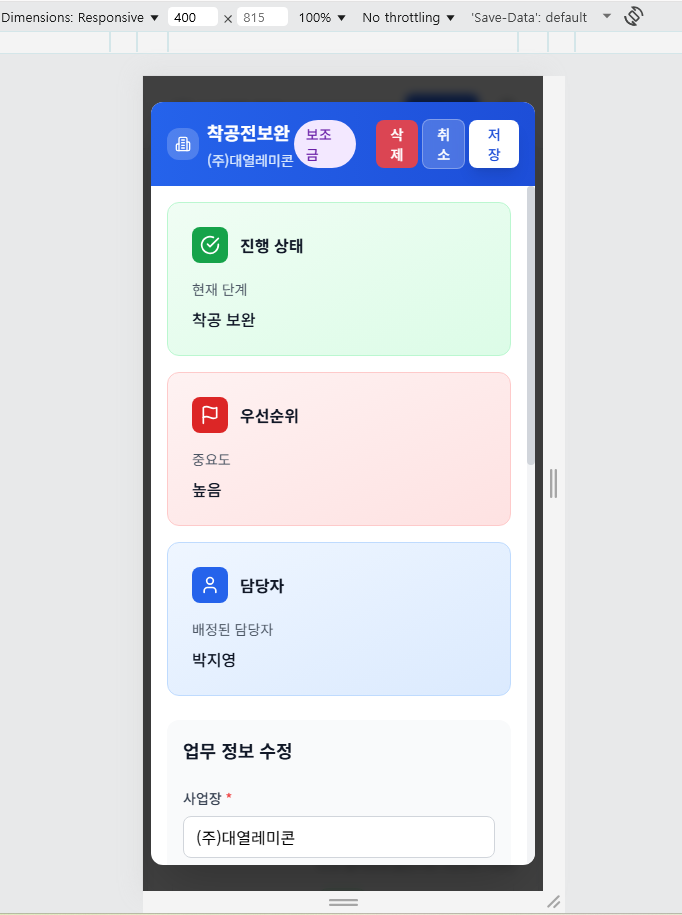 Dimensions: Responsive ▼ 400 × 815 100% ▼ No throttling ▼ 'Save-Data': default
착공전보완
(주)대열레미콘
보조
금
삭
제
취
소
저
장
진행 상태
현재 단계
착공 보완
우선순위
중요도
높음
담당자
배정된 담당자
박지영
업무 정보 수정
사업장 *
(주)대열레미콘